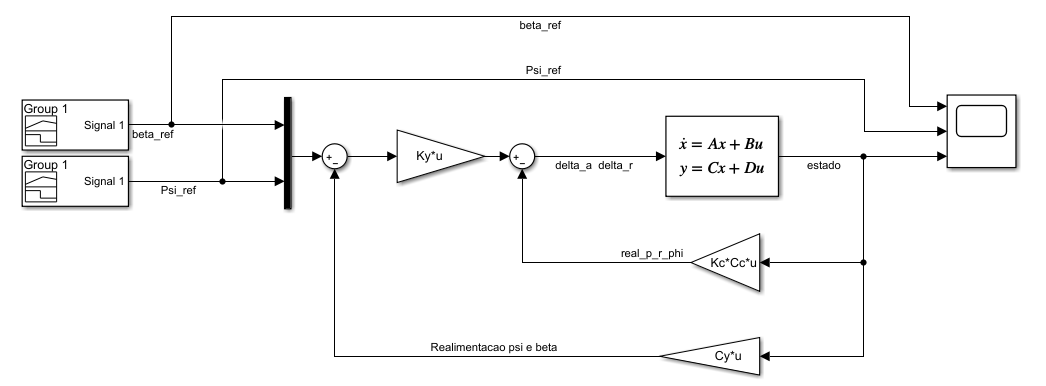 beta_ref
Psi_ref
Group 1
Signal 1
beta_ref
Group 1
Signal 1
Psi_ref
+
−
Ky*u
+
−
delta_a delta_r
ẋ = Ax + Bu
y = Cx + Du
estado
real_p_r_phi
Kc*Cc*u
Realimentacao psi e beta
Cy*u